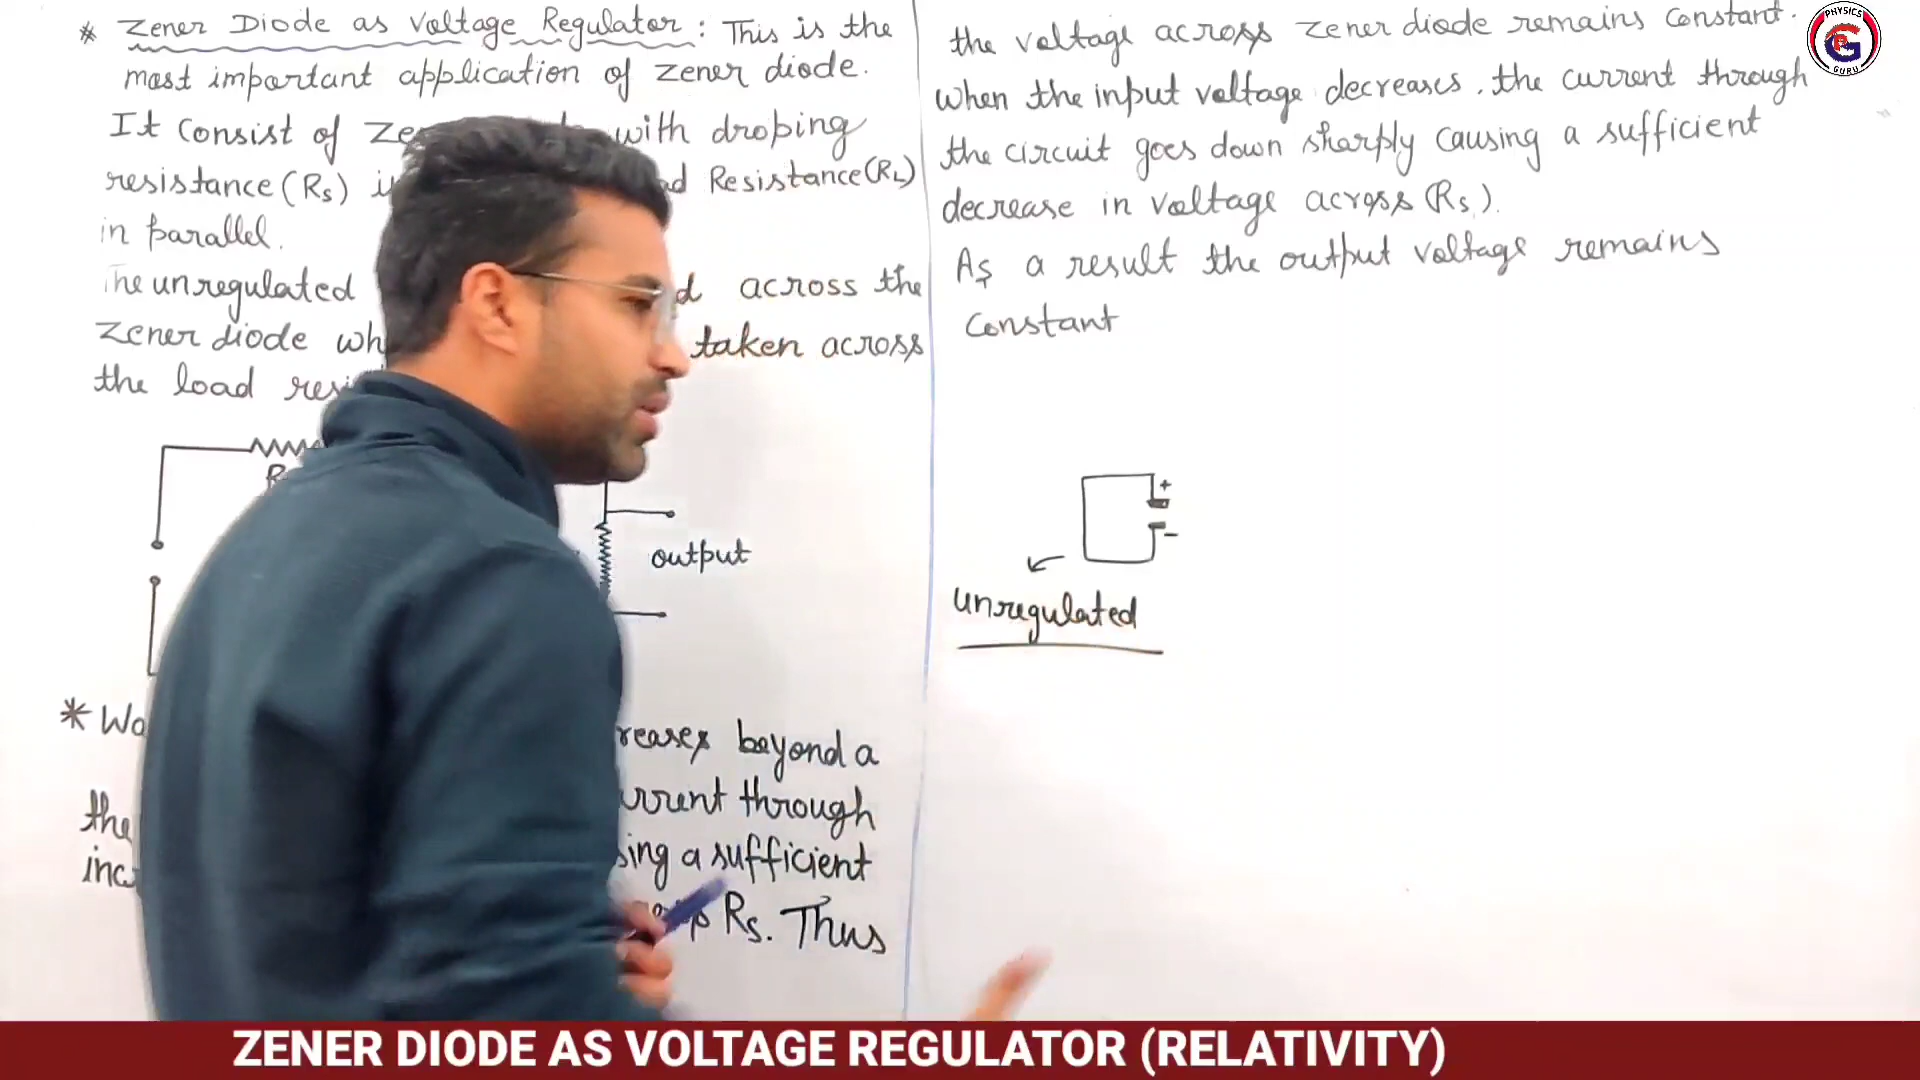 * Zener Diode as Voltage Regulator : This is the
most important application of zener diode.
It Consist of with droping
resistance (Rs) Resistance (RL)
in parallel.
The unregulated across the
Zener diode taken across
the load
output
*
reases beyond a
the urrent through
inc sing a sufficient
Rs. Thus
the voltage across zener diode remains Constant.
When the input voltage decreases, the current through
the circuit goes down sharply causing a sufficient
decrease in voltage across (Rs).
As a result the output voltage remains
Constant
+
-
unregulated
PHYSICS
GURU
ZENER DIODE AS VOLTAGE REGULATOR (RELATIVITY)